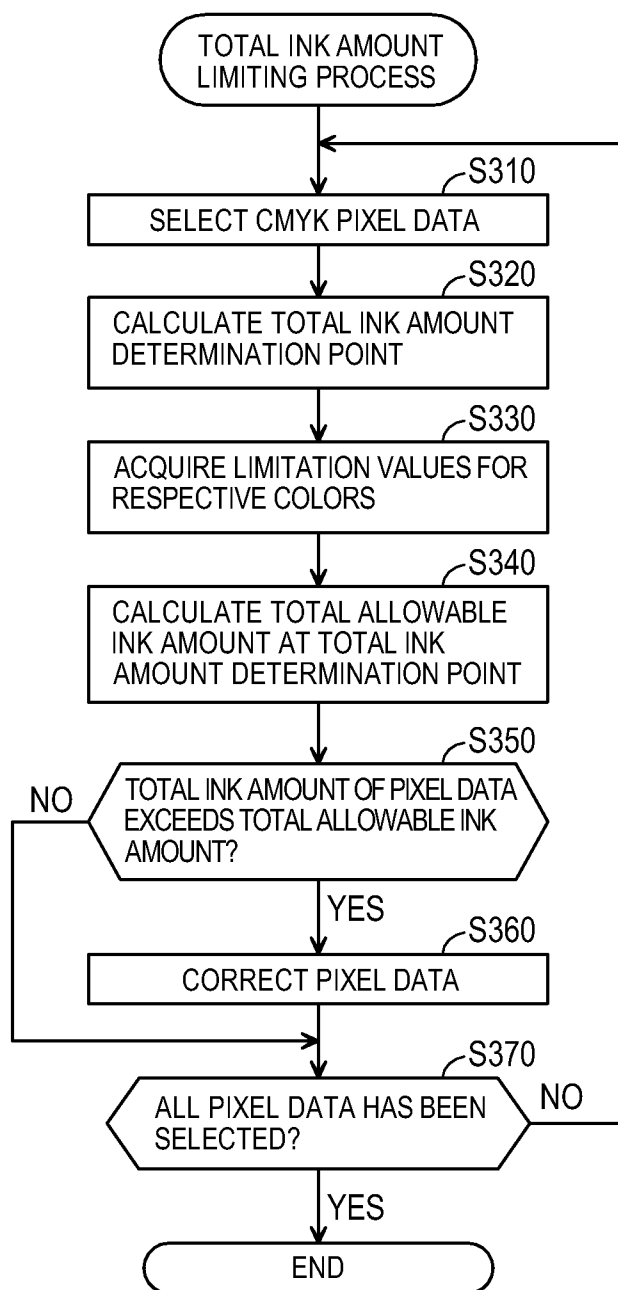 TOTAL INK AMOUNT
LIMITING PROCESS
S310
SELECT CMYK PIXEL DATA
S320
CALCULATE TOTAL INK AMOUNT
DETERMINATION POINT
S330
ACQUIRE LIMITATION VALUES FOR
RESPECTIVE COLORS
S340
CALCULATE TOTAL ALLOWABLE
INK AMOUNT AT TOTAL INK
AMOUNT DETERMINATION POINT
S350
NO
TOTAL INK AMOUNT OF PIXEL DATA
EXCEEDS TOTAL ALLOWABLE INK
AMOUNT?
YES
S360
CORRECT PIXEL DATA
S370
ALL PIXEL DATA HAS BEEN
SELECTED?
NO
YES
END